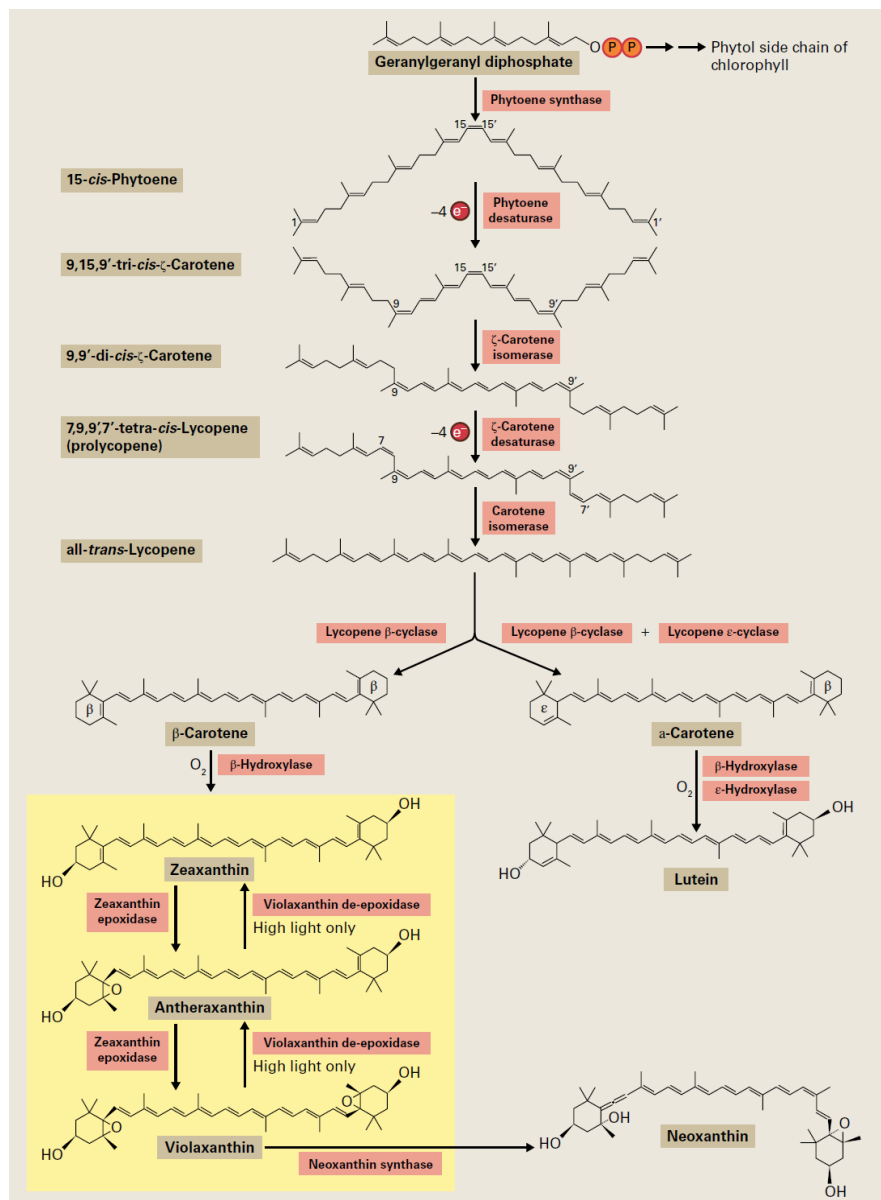 O P P
Phytol side chain of
chlorophyll
Geranylgeranyl diphosphate
Phytoene synthase
15 15′
15-cis-Phytoene
–4 e⁻
Phytoene
desaturase
1 1′
9,15,9′-tri-cis-ζ-Carotene
15 15′
9 9′
ζ-Carotene
isomerase
9,9′-di-cis-ζ-Carotene
9 9′
7,9,9′,7′-tetra-cis-Lycopene
(prolycopene)
–4 e⁻
ζ-Carotene
desaturase
7
9 9′
7′
Carotene
isomerase
all-trans-Lycopene
Lycopene β-cyclase
Lycopene β-cyclase + Lycopene ε-cyclase
β β
β-Carotene
ε β
a-Carotene
O₂ β-Hydroxylase
O₂ β-Hydroxylase
ε-Hydroxylase
OH
HO
Zeaxanthin
OH
HO
Lutein
Zeaxanthin
epoxidase
Violaxanthin de-epoxidase
High light only
OH
O
HO
Antheraxanthin
Zeaxanthin
epoxidase
Violaxanthin de-epoxidase
High light only
OH
O
O
HO
Violaxanthin
Neoxanthin synthase
OH
HO
O
OH
Neoxanthin